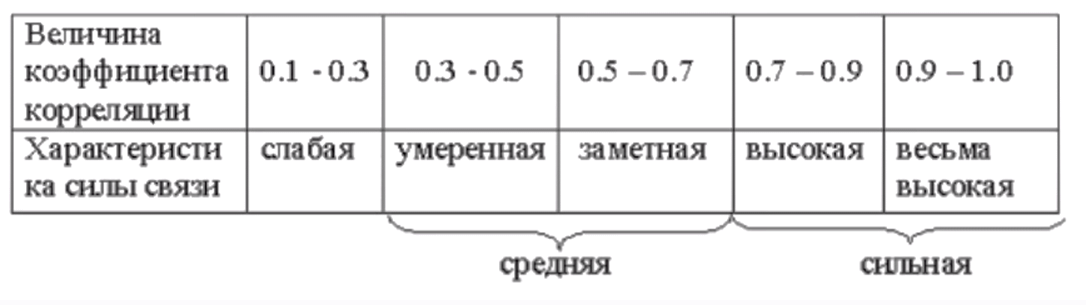 Величина
коэффициента
корреляции
0.1 - 0.3
0.3 - 0.5
0.5 – 0.7
0.7 – 0.9
0.9 – 1.0
Характеристи
ка силы связи
слабая
умеренная
заметная
высокая
весьма
высокая
средняя
сильная